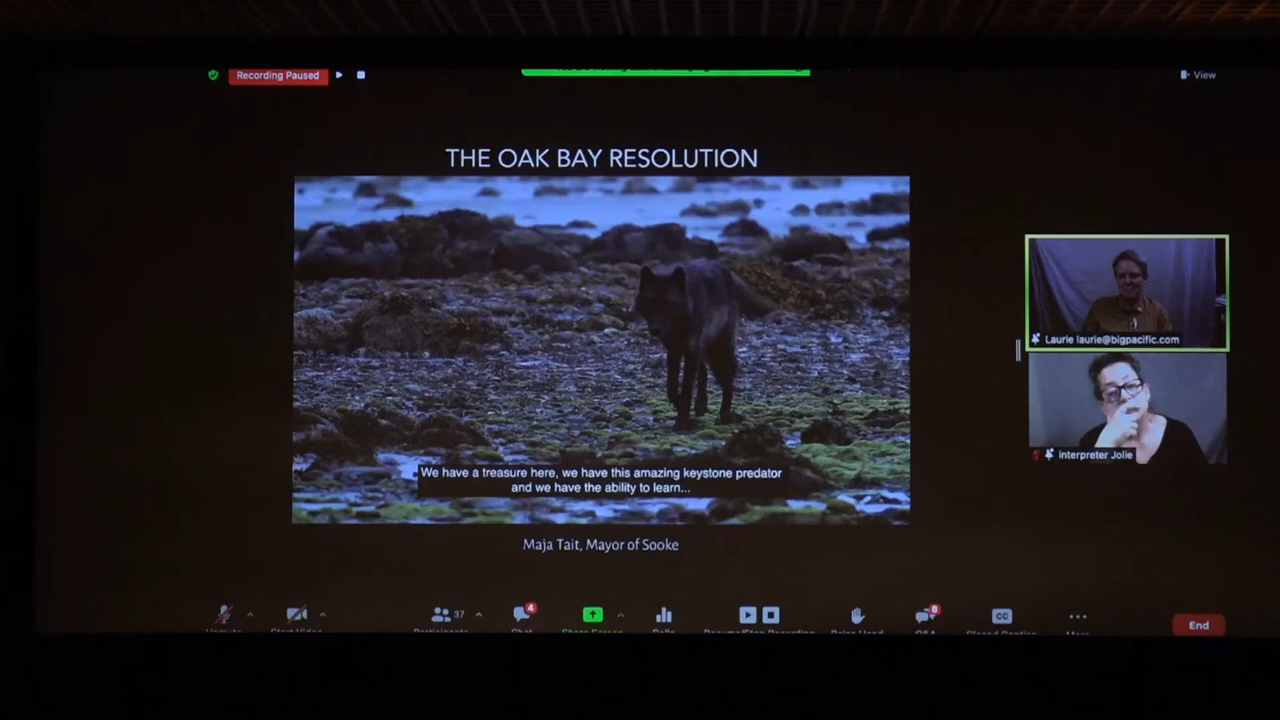 Recording Paused
View
THE OAK BAY RESOLUTION
We have a treasure here, we have this amazing keystone predator
and we have the ability to learn...
Maja Tait, Mayor of Sooke
Laurie laurie@bigpacific.com
interpreter Jolie
37
4
8
CC
End